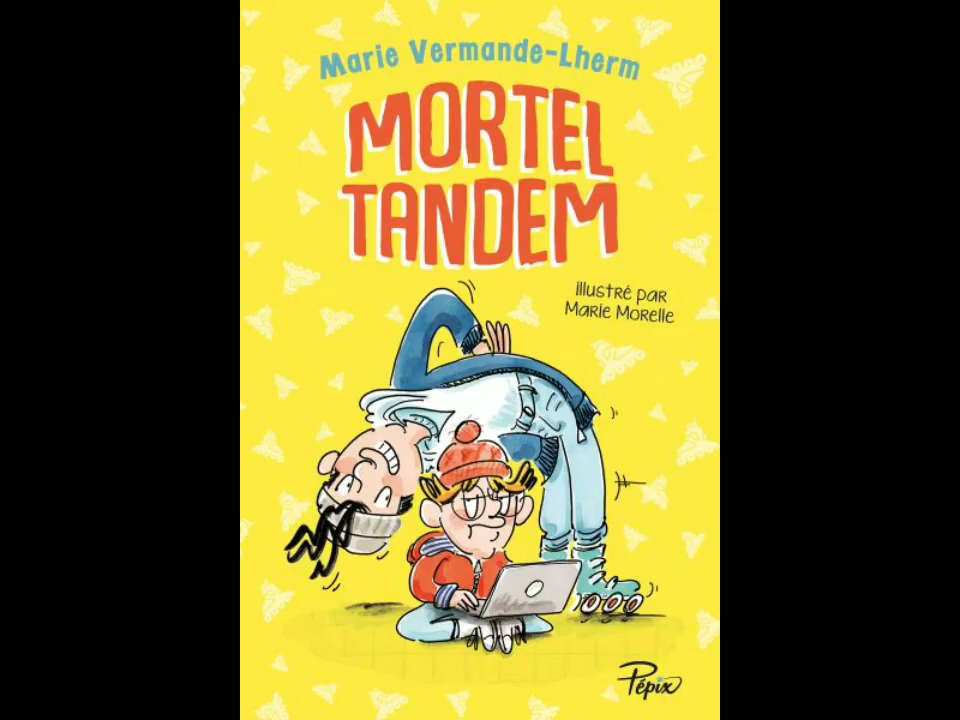 Marie Vermande-Lherm
MORTEL
TANDEM
illustré par
Marie Morelle
Pépix